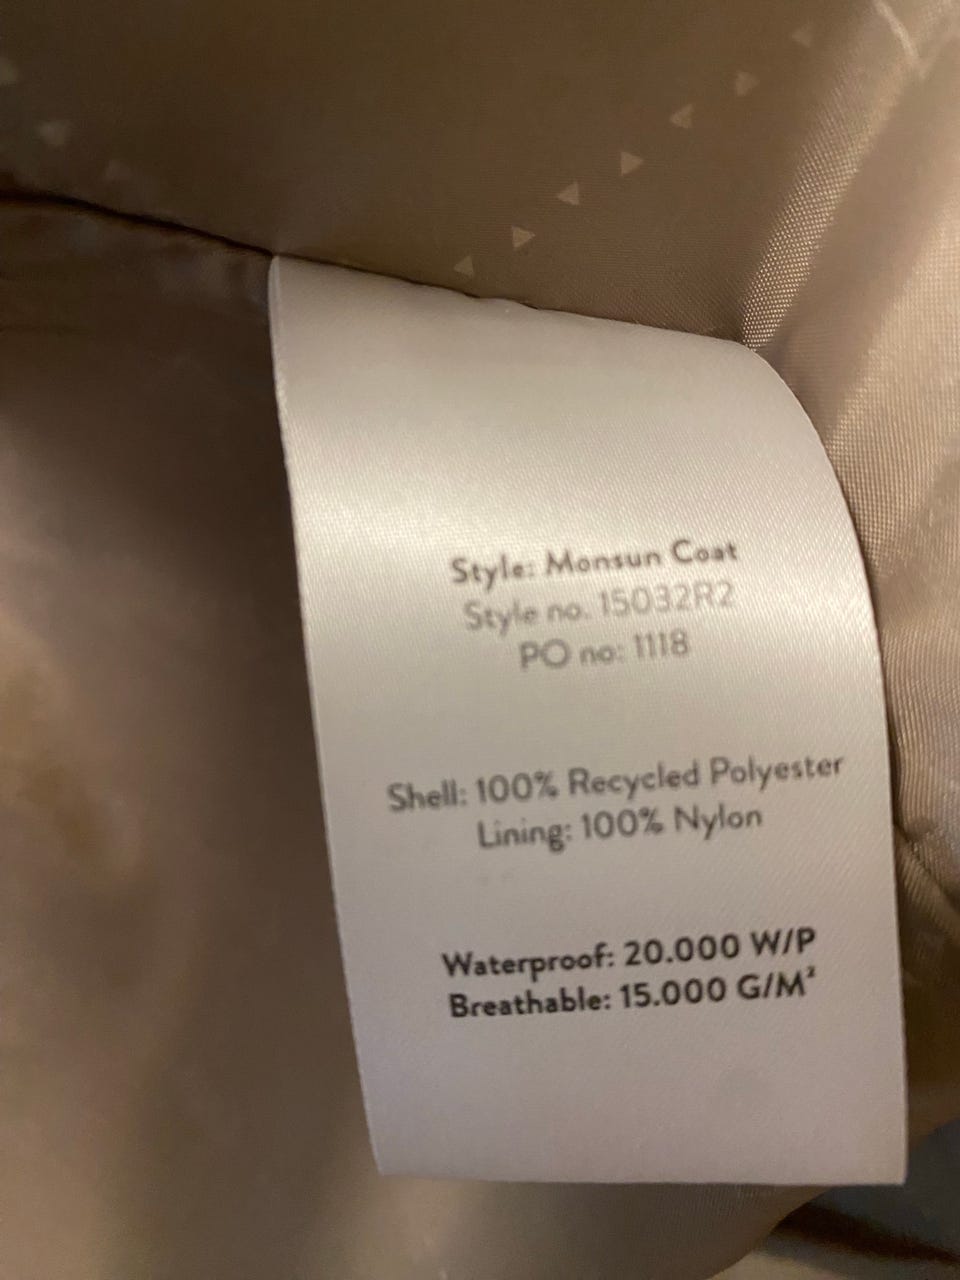 Style: Monsun Coat
Style no. 15032R2
PO no: 1118
Shell: 100% Recycled Polyester
Lining: 100% Nylon
Waterproof: 20.000 W/P
Breathable: 15.000 G/M²